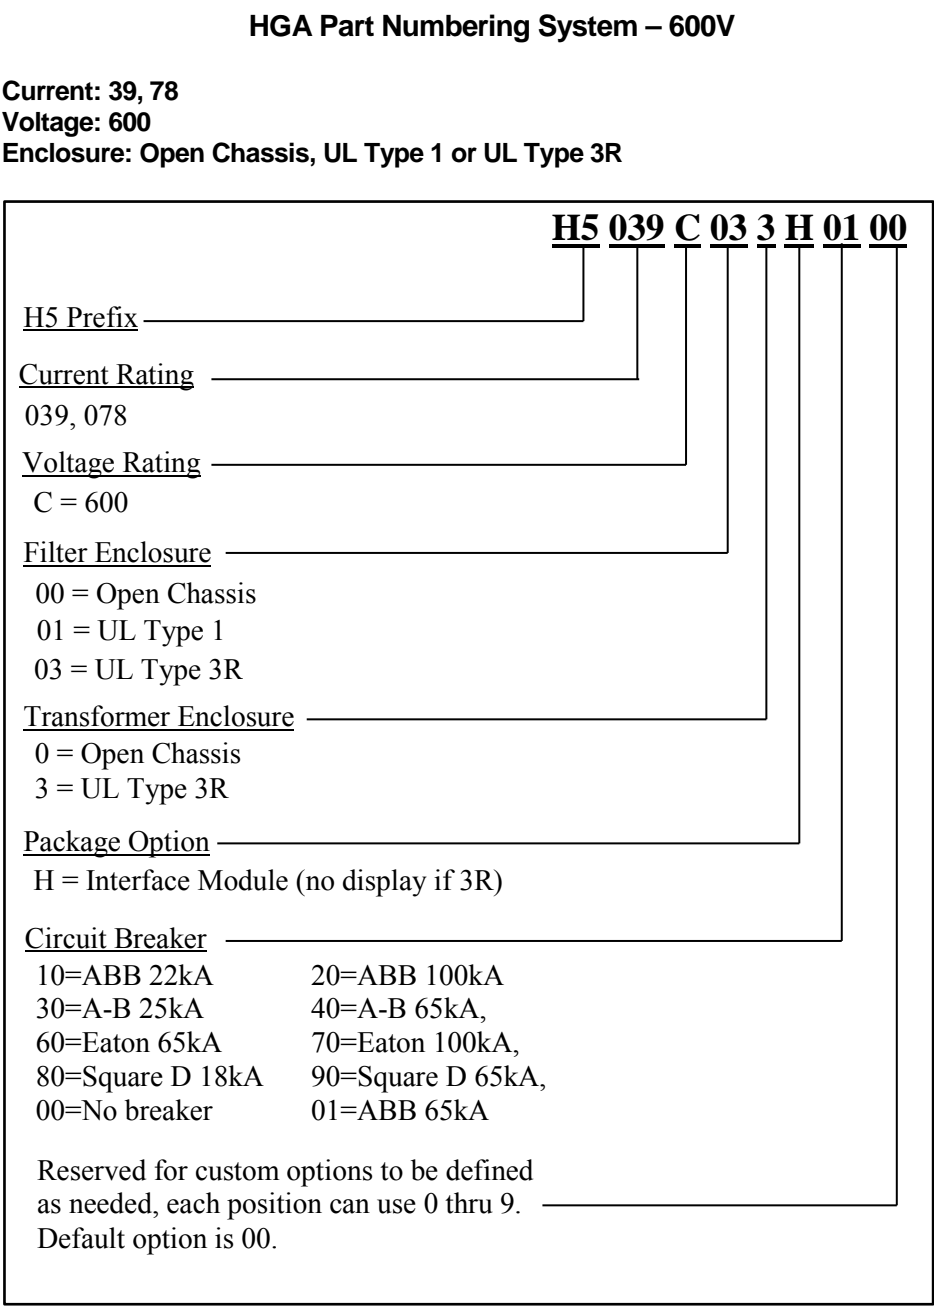 HGA Part Numbering System – 600V
Current: 39, 78
Voltage: 600
Enclosure: Open Chassis, UL Type 1 or UL Type 3R
H5 039 C 03 3 H 01 00
H5 Prefix
Current Rating
039, 078
Voltage Rating
C = 600
Filter Enclosure
00 = Open Chassis
01 = UL Type 1
03 = UL Type 3R
Transformer Enclosure
0 = Open Chassis
3 = UL Type 3R
Package Option
H = Interface Module (no display if 3R)
Circuit Breaker
10=ABB 22kA 20=ABB 100kA
30=A-B 25kA 40=A-B 65kA,
60=Eaton 65kA 70=Eaton 100kA,
80=Square D 18kA 90=Square D 65kA,
00=No breaker 01=ABB 65kA
Reserved for custom options to be defined
as needed, each position can use 0 thru 9.
Default option is 00.